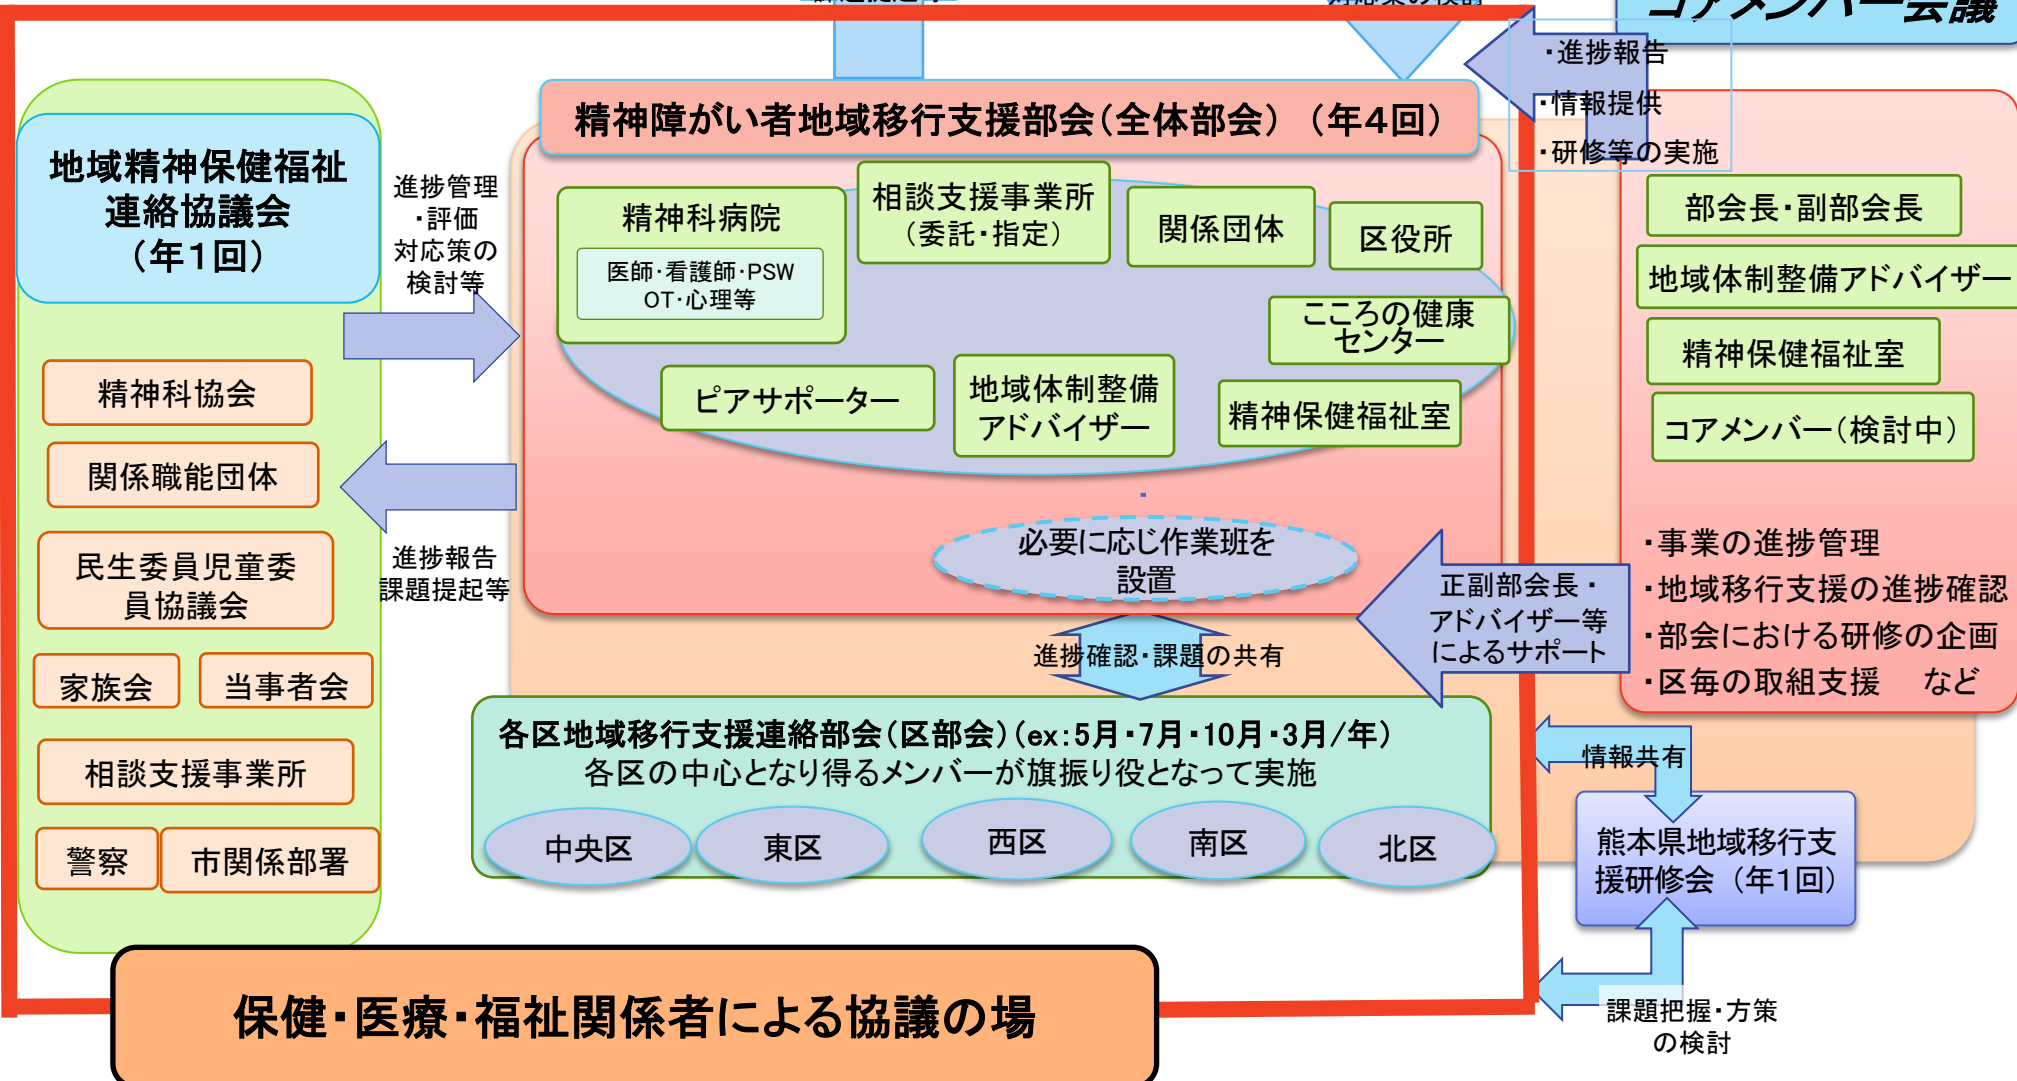 コアメンバー会議
・進捗報告
・情報提供
・研修等の実施
地域精神保健福祉
連絡協議会
（年１回）
精神科協会
関係職能団体
民生委員児童委
員協議会
家族会
当事者会
相談支援事業所
警察
市関係部署
進捗管理
・評価
対応策の
検討等
進捗報告
課題提起等
精神障がい者地域移行支援部会（全体部会）（年４回）
精神科病院
医師・看護師・PSW
OT・心理等
相談支援事業所
（委託・指定）
関係団体
区役所
こころの健康
センター
ピアサポーター
地域体制整備
アドバイザー
精神保健福祉室
必要に応じ作業班を
設置
進捗確認・課題の共有
正副部会長・
アドバイザー等
によるサポート
部会長・副部会長
地域体制整備アドバイザー
精神保健福祉室
コアメンバー（検討中）
・事業の進捗管理
・地域移行支援の進捗確認
・部会における研修の企画
・区毎の取組支援　など
各区地域移行支援連絡部会（区部会）（ex：5月・7月・10月・3月/年）
各区の中心となり得るメンバーが旗振り役となって実施
中央区
東区
西区
南区
北区
情報共有
熊本県地域移行支
援研修会（年１回）
課題把握・方策
の検討
保健・医療・福祉関係者による協議の場